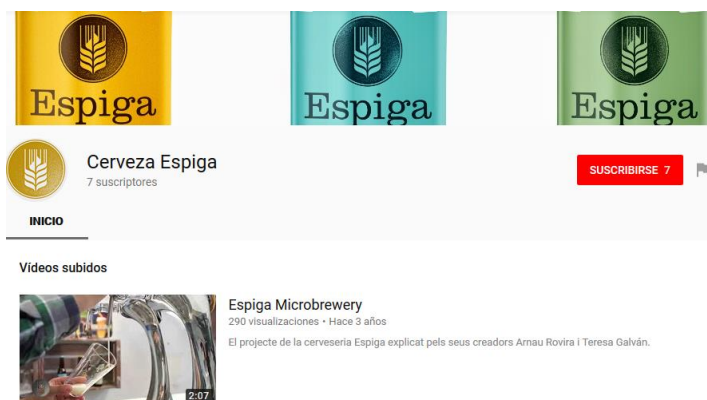 Espiga Espiga Espiga
Cerveza Espiga
7 suscriptores
SUSCRIBIRSE 7
INICIO
Vídeos subidos
Espiga Microbrewery
290 visualizaciones • Hace 3 años
El projecte de la cerveseria Espiga explicat pels seus creadors Arnau Rovira i Teresa Galván.
2:07